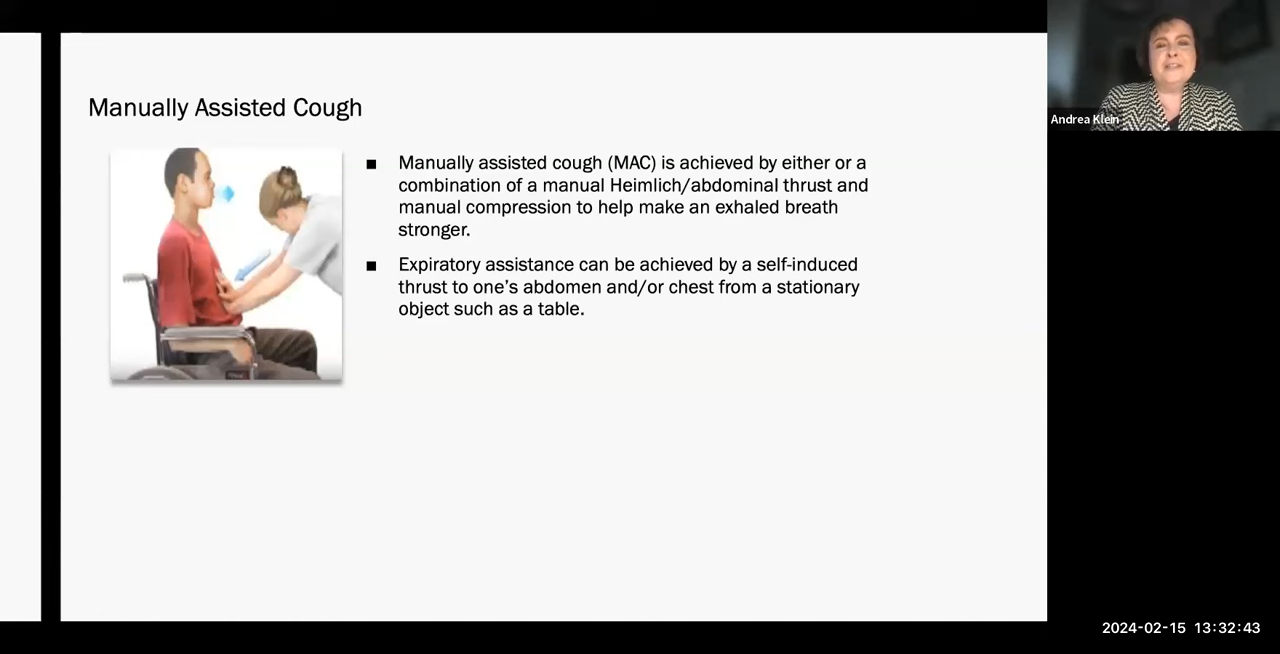 Manually Assisted Cough
■ Manually assisted cough (MAC) is achieved by either or a
combination of a manual Heimlich/abdominal thrust and
manual compression to help make an exhaled breath
stronger.
■ Expiratory assistance can be achieved by a self-induced
thrust to one’s abdomen and/or chest from a stationary
object such as a table.
Andrea Klein
2024-02-15 13:32:43